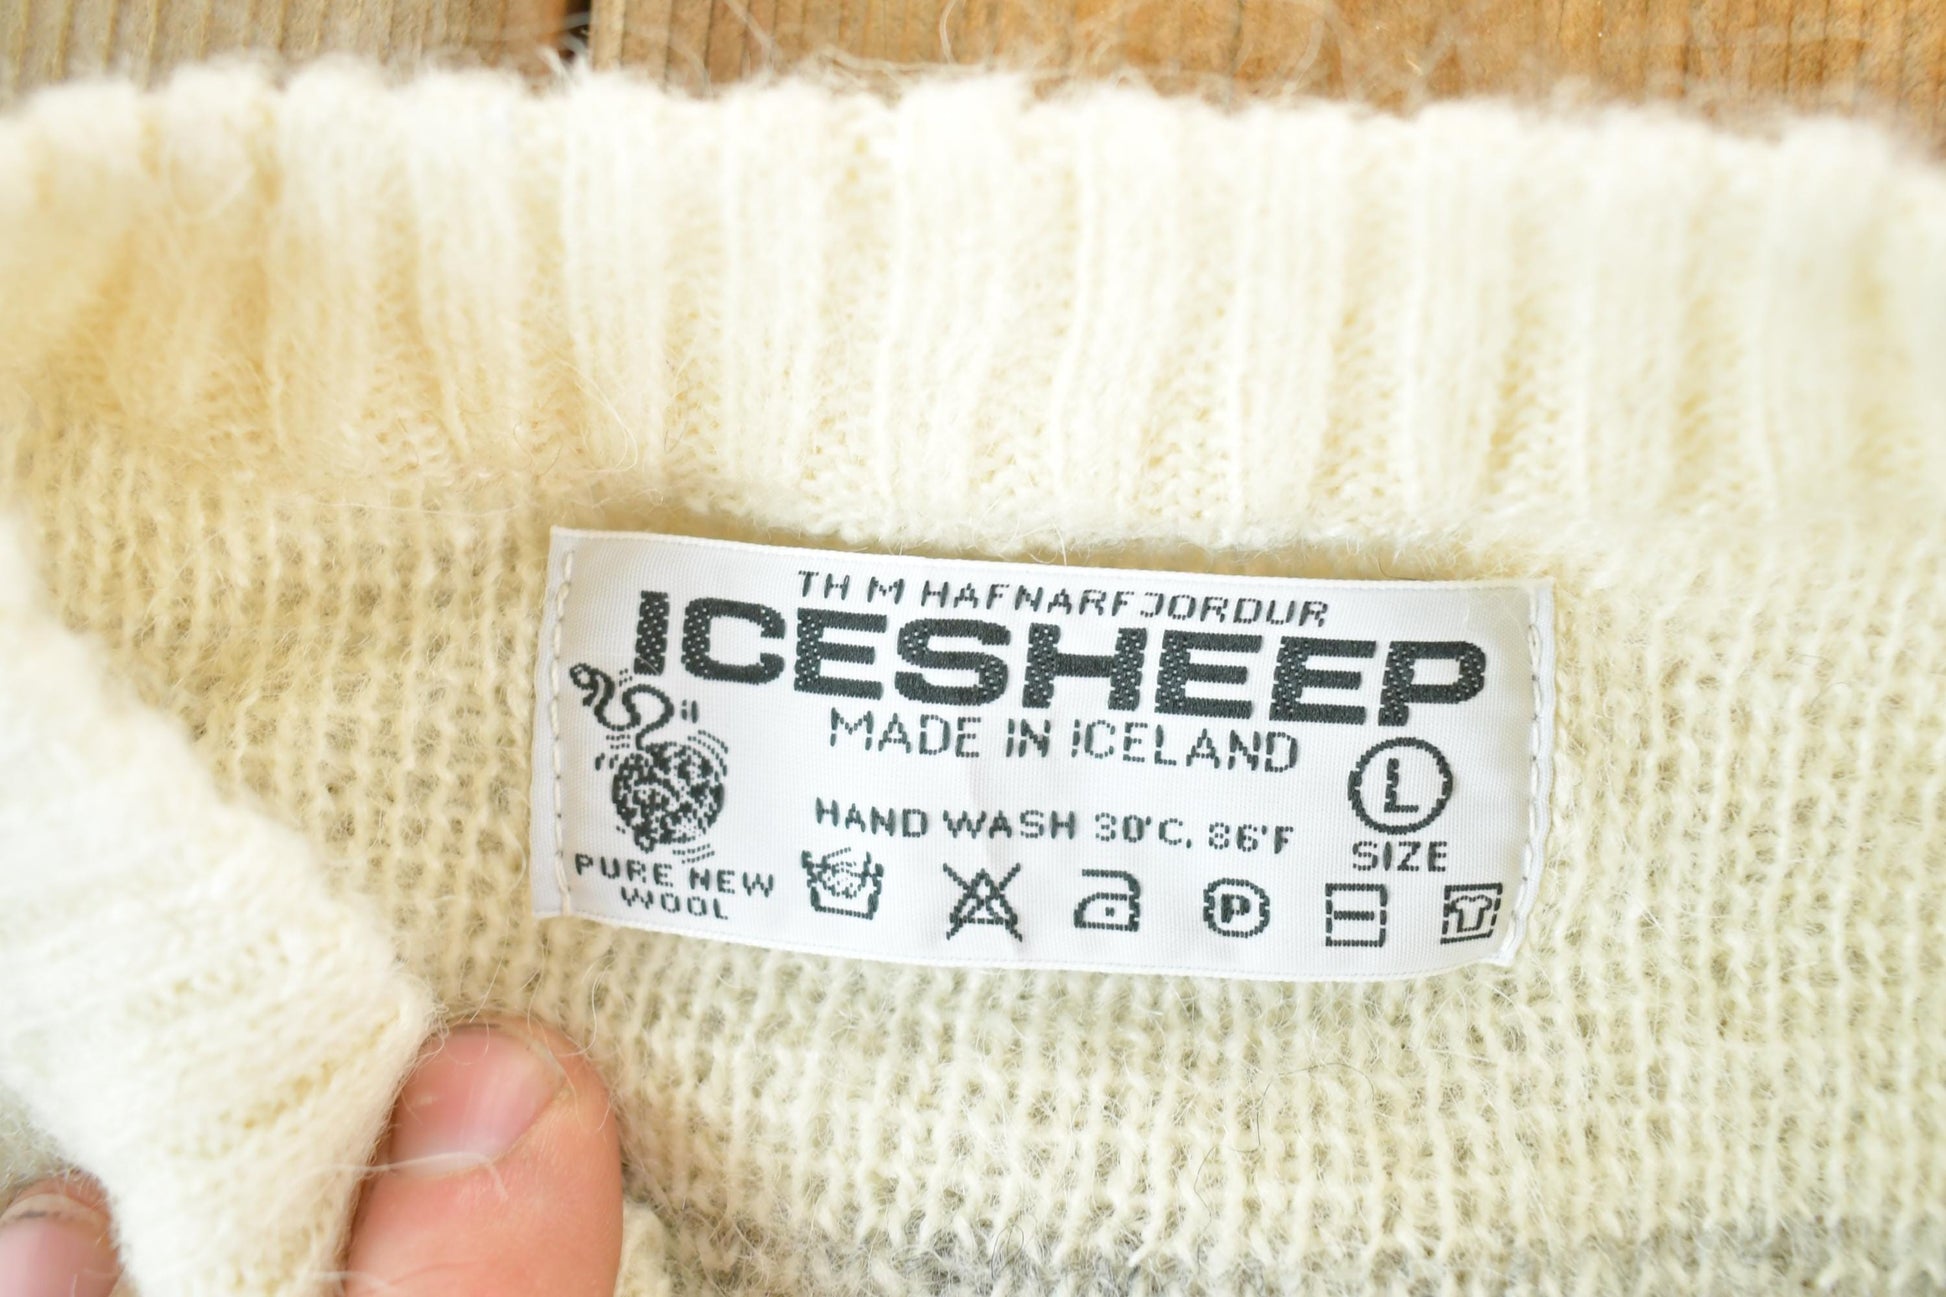 TH M HAFNARFJORDUR
ICESHEEP
MADE IN ICELAND
L
SIZE
HAND WASH 30°C, 86°F
PURE NEW
WOOL
P